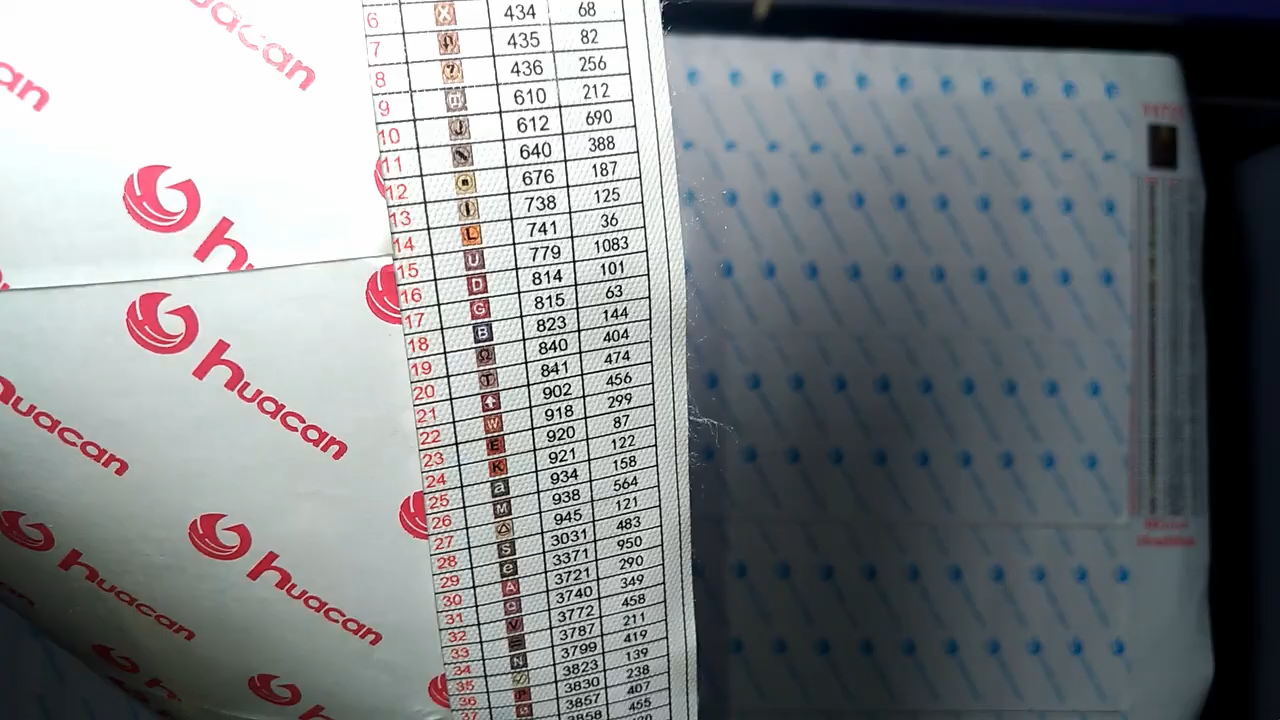 6 X 434 68
7 435 82
8 ? 436 256
9 m 610 212
10 612 690
11 640 388
12 ■ 676 187
13 738 125
14 L 741 36
15 U 779 1083
16 D 814 101
17 G 815 63
18 B 823 144
19 Ω 840 404
20 T 841 474
21 ↑ 902 456
22 W 918 299
23 E 920 87
24 K 921 122
25 a 934 158
26 M 938 564
27 △ 945 121
28 S 3031 483
29 e 3371 950
30 A 3721 290
31 3740 349
32 V 3772 458
33 3787 211
34 N 3799 419
35 3823 139
36 P 3830 238
37 3857 407
3858 455
uacan
an
h
huacan
uacan
huacan
huacan